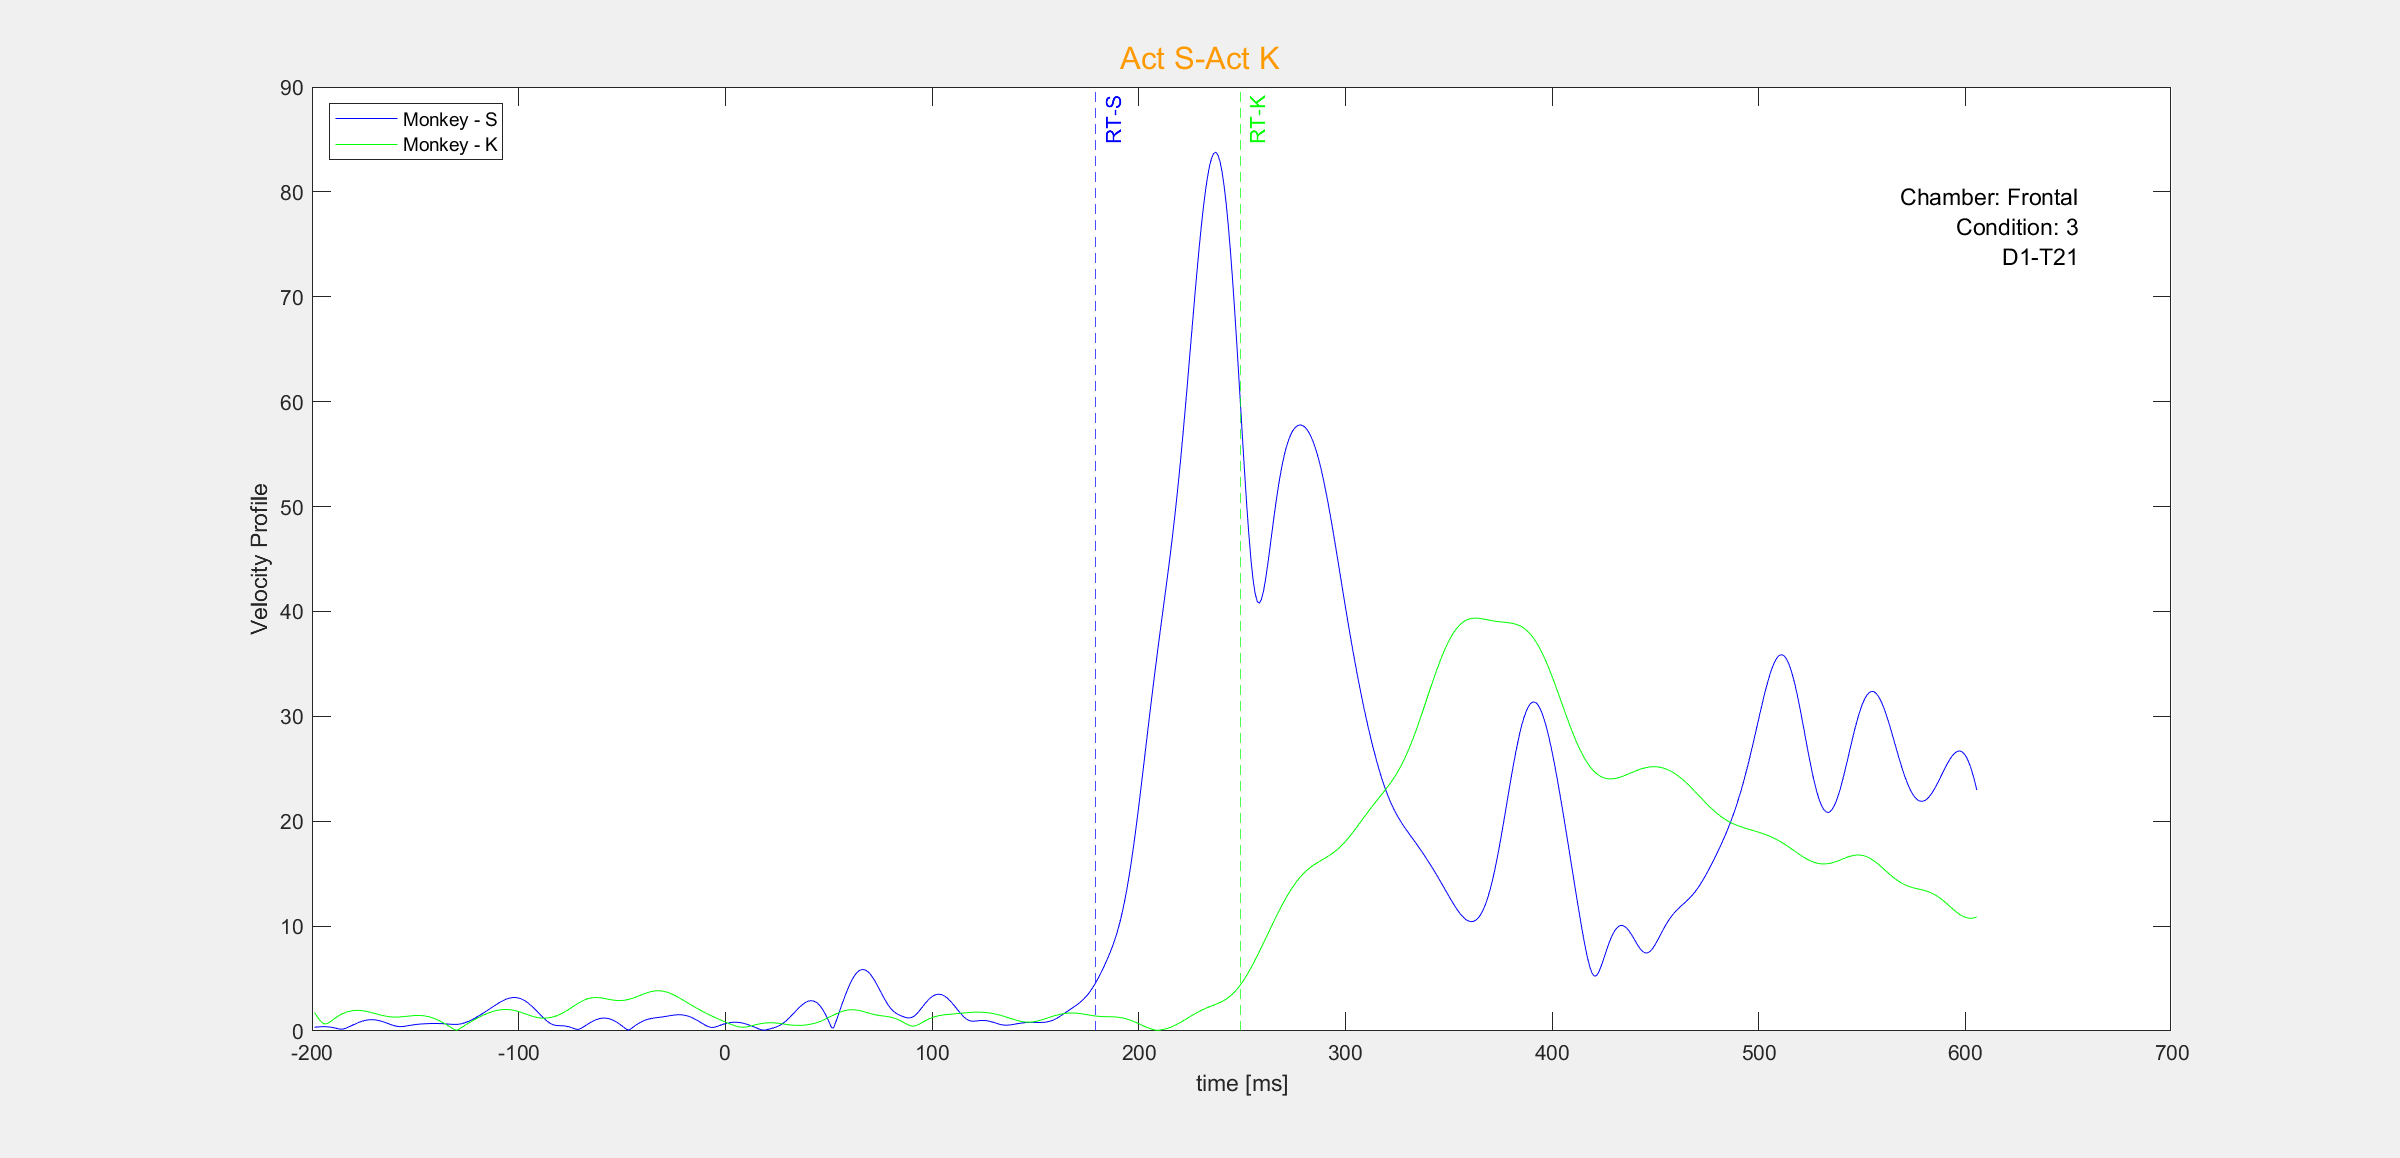 Act S-Act K
90
80
70
60
50
40
30
20
10
0
Velocity Profile
Monkey - S
Monkey - K
RT-S
RT-K
Chamber: Frontal
Condition: 3
D1-T21
-200 -100 0 100 200 300 400 500 600 700
time [ms]